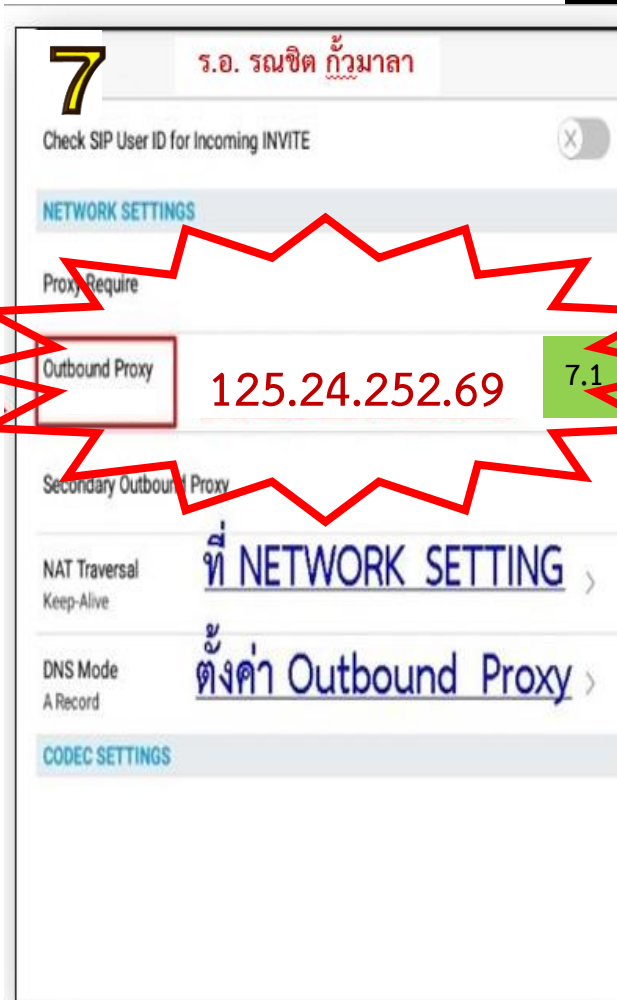 7
ร.อ. รณชิต กั้วมาลา
Check SIP User ID for Incoming INVITE
NETWORK SETTINGS
Proxy Require
Outbound Proxy
125.24.252.69
7.1
Secondary Outbound Proxy
ที่ NETWORK SETTING
NAT Traversal
Keep-Alive
ตั้งค่า Outbound Proxy
DNS Mode
A Record
CODEC SETTINGS